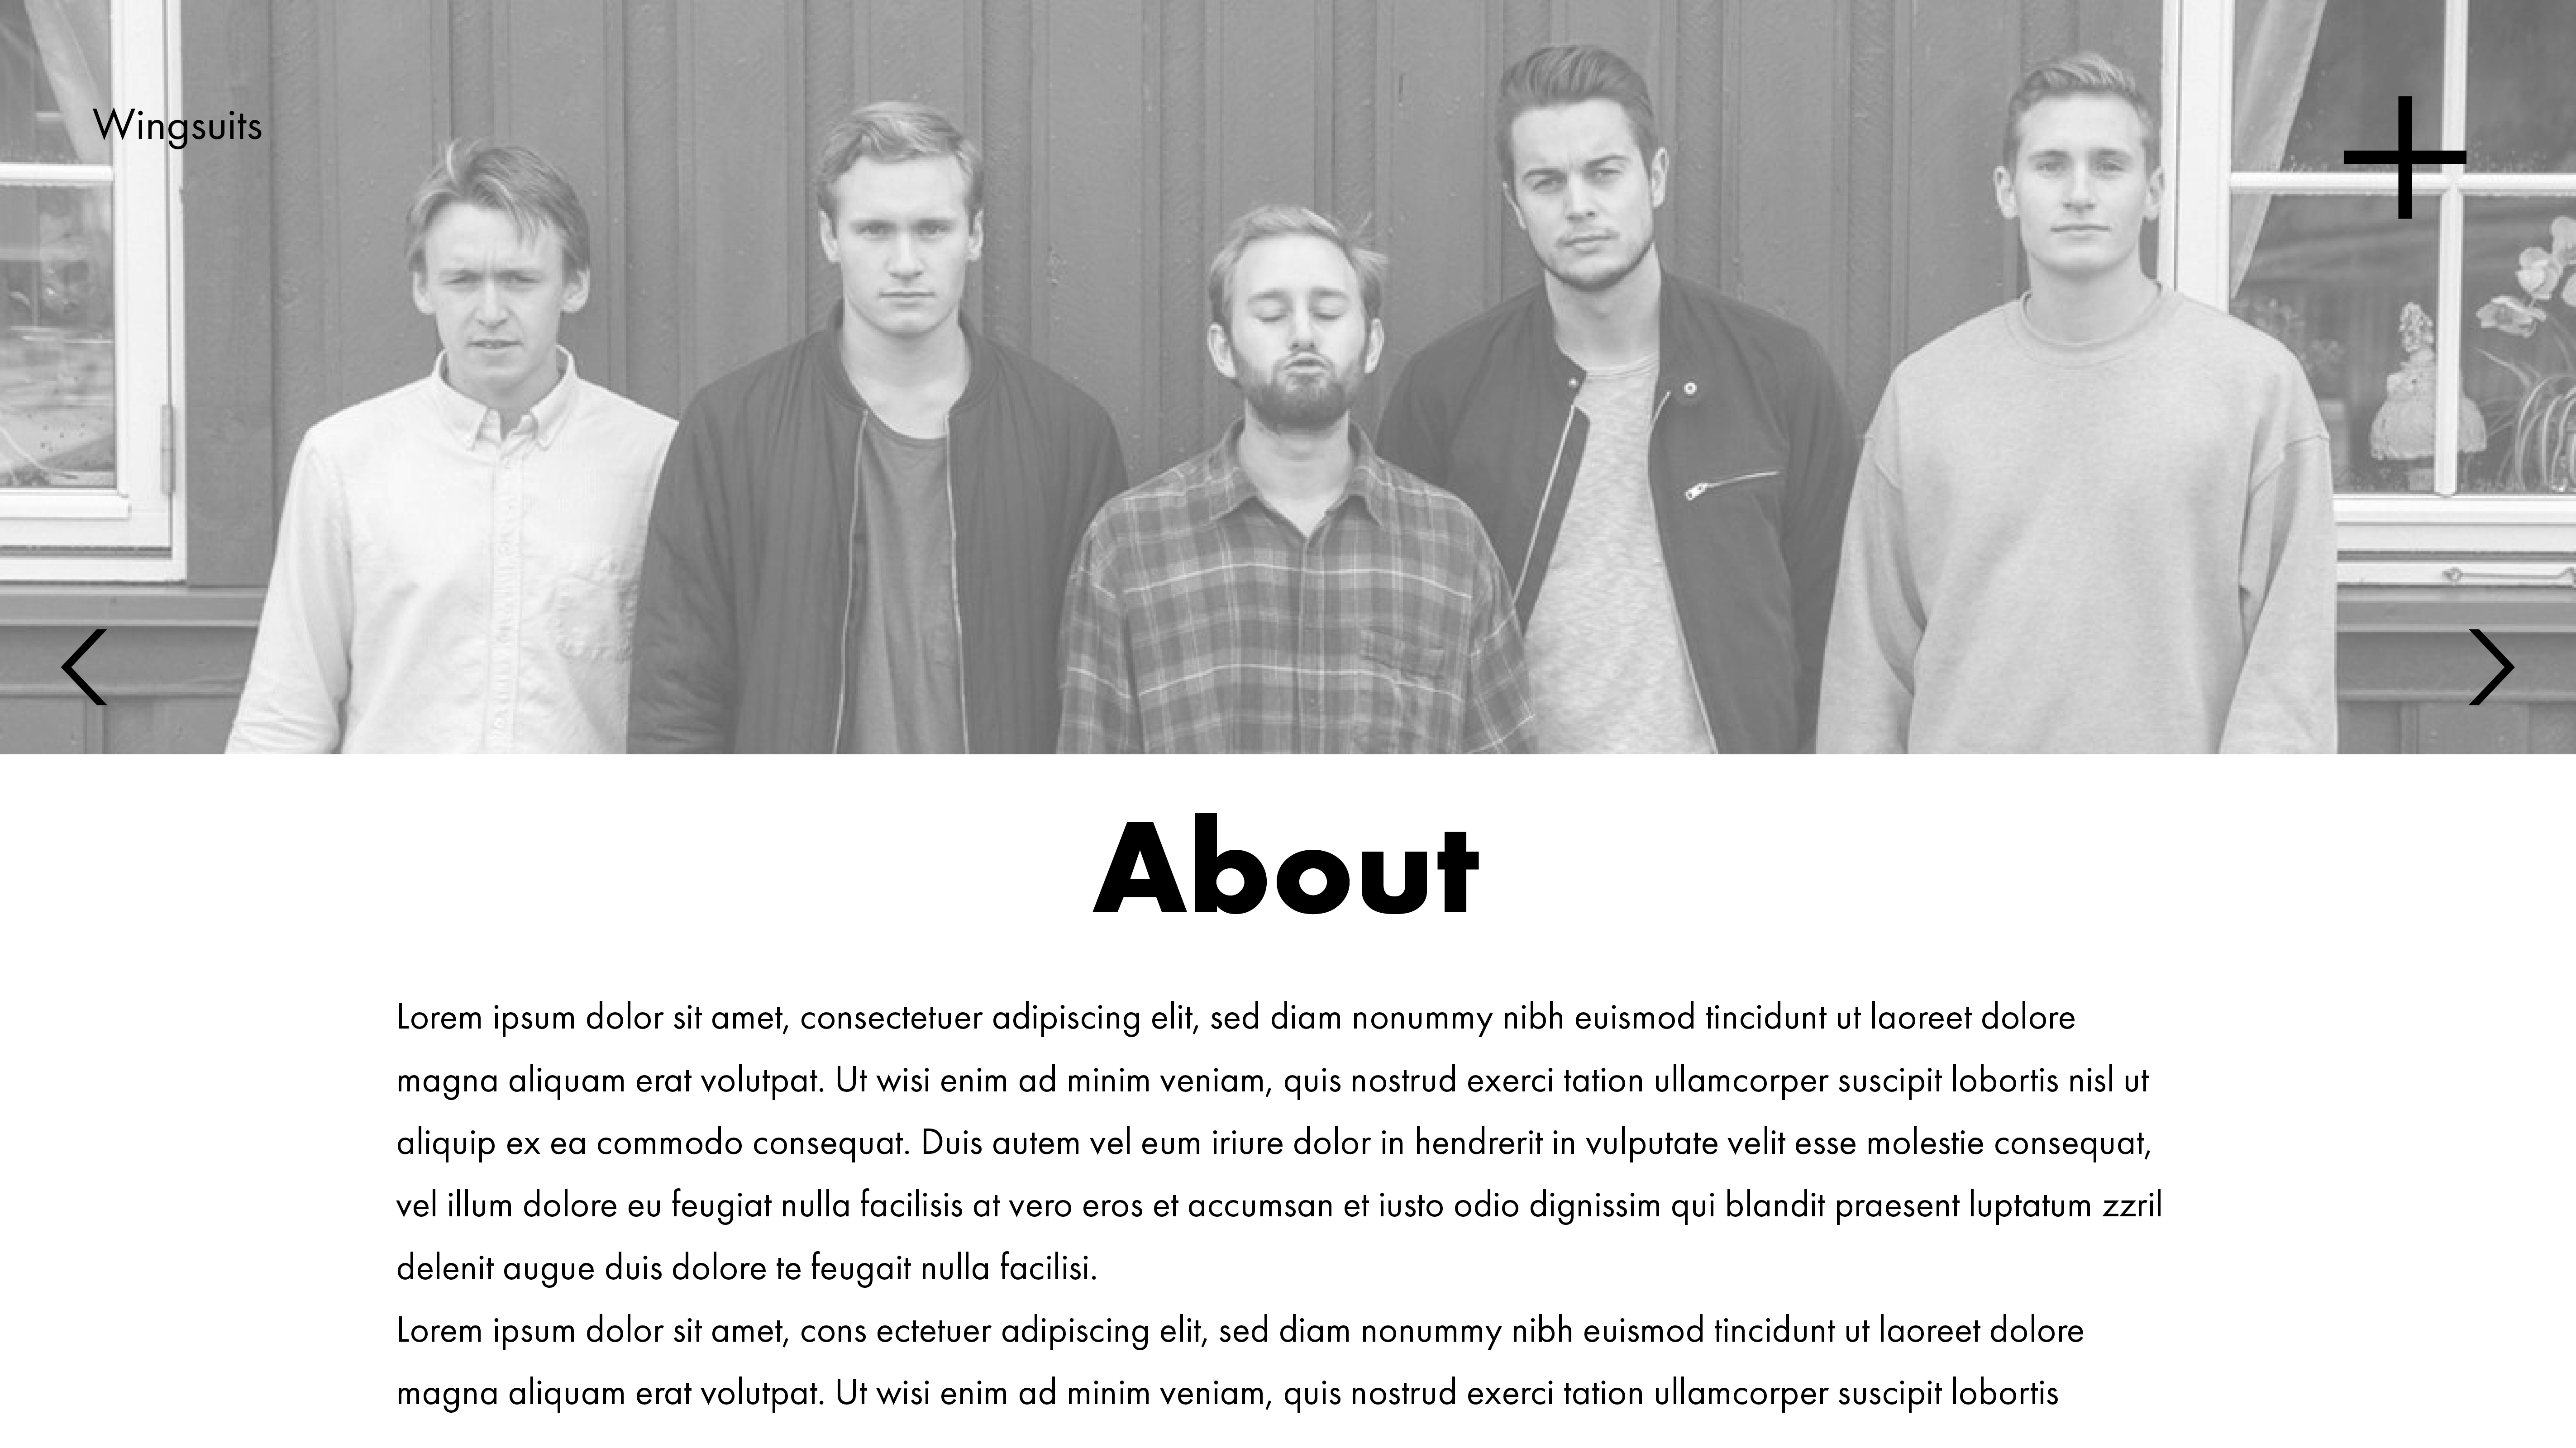 Wingsuits
About
Lorem ipsum dolor sit amet, consectetuer adipiscing elit, sed diam nonummy nibh euismod tincidunt ut laoreet dolore
magna aliquam erat volutpat. Ut wisi enim ad minim veniam, quis nostrud exerci tation ullamcorper suscipit lobortis nisl ut
aliquip ex ea commodo consequat. Duis autem vel eum iriure dolor in hendrerit in vulputate velit esse molestie consequat,
vel illum dolore eu feugiat nulla facilisis at vero eros et accumsan et iusto odio dignissim qui blandit praesent luptatum zzril
delenit augue duis dolore te feugait nulla facilisi.
Lorem ipsum dolor sit amet, cons ectetuer adipiscing elit, sed diam nonummy nibh euismod tincidunt ut laoreet dolore
magna aliquam erat volutpat. Ut wisi enim ad minim veniam, quis nostrud exerci tation ullamcorper suscipit lobortis